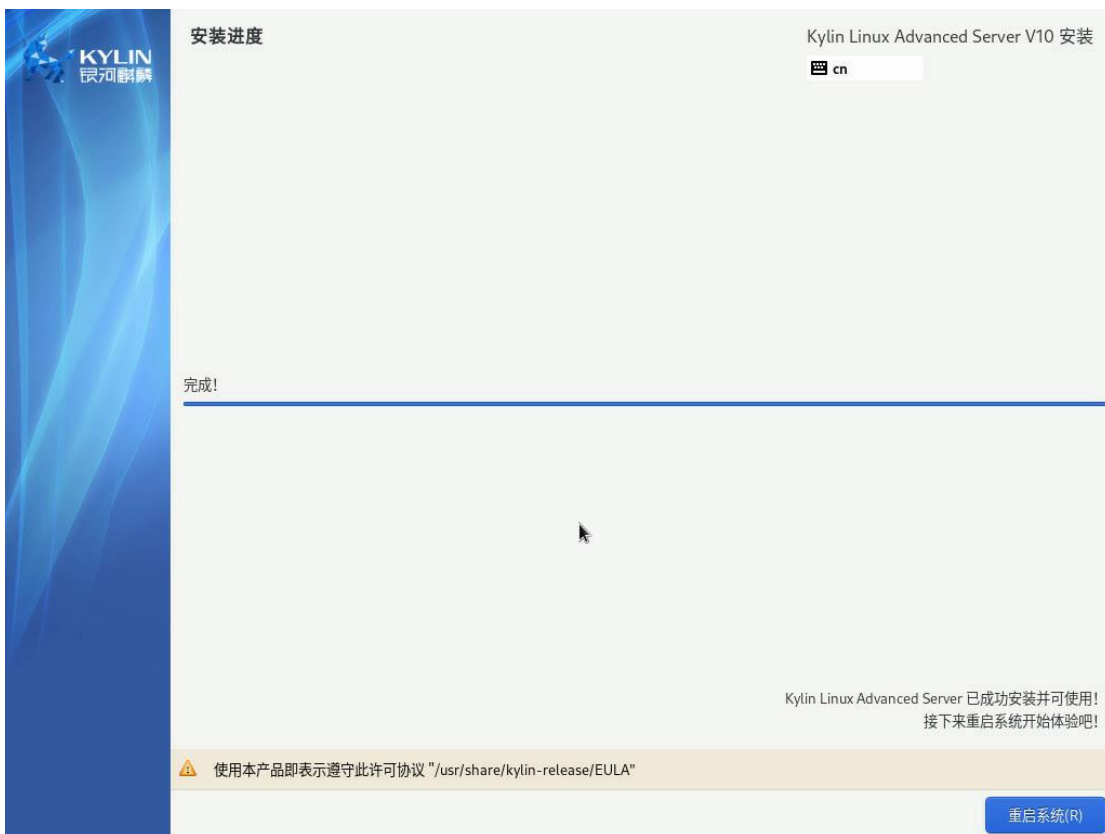 KYLIN
银河麒麟
安装进度
Kylin Linux Advanced Server V10 安装
cn
完成!
Kylin Linux Advanced Server 已成功安装并可使用!
接下来重启系统开始体验吧!
使用本产品即表示遵守此许可协议 "/usr/share/kylin-release/EULA"
重启系统(R)